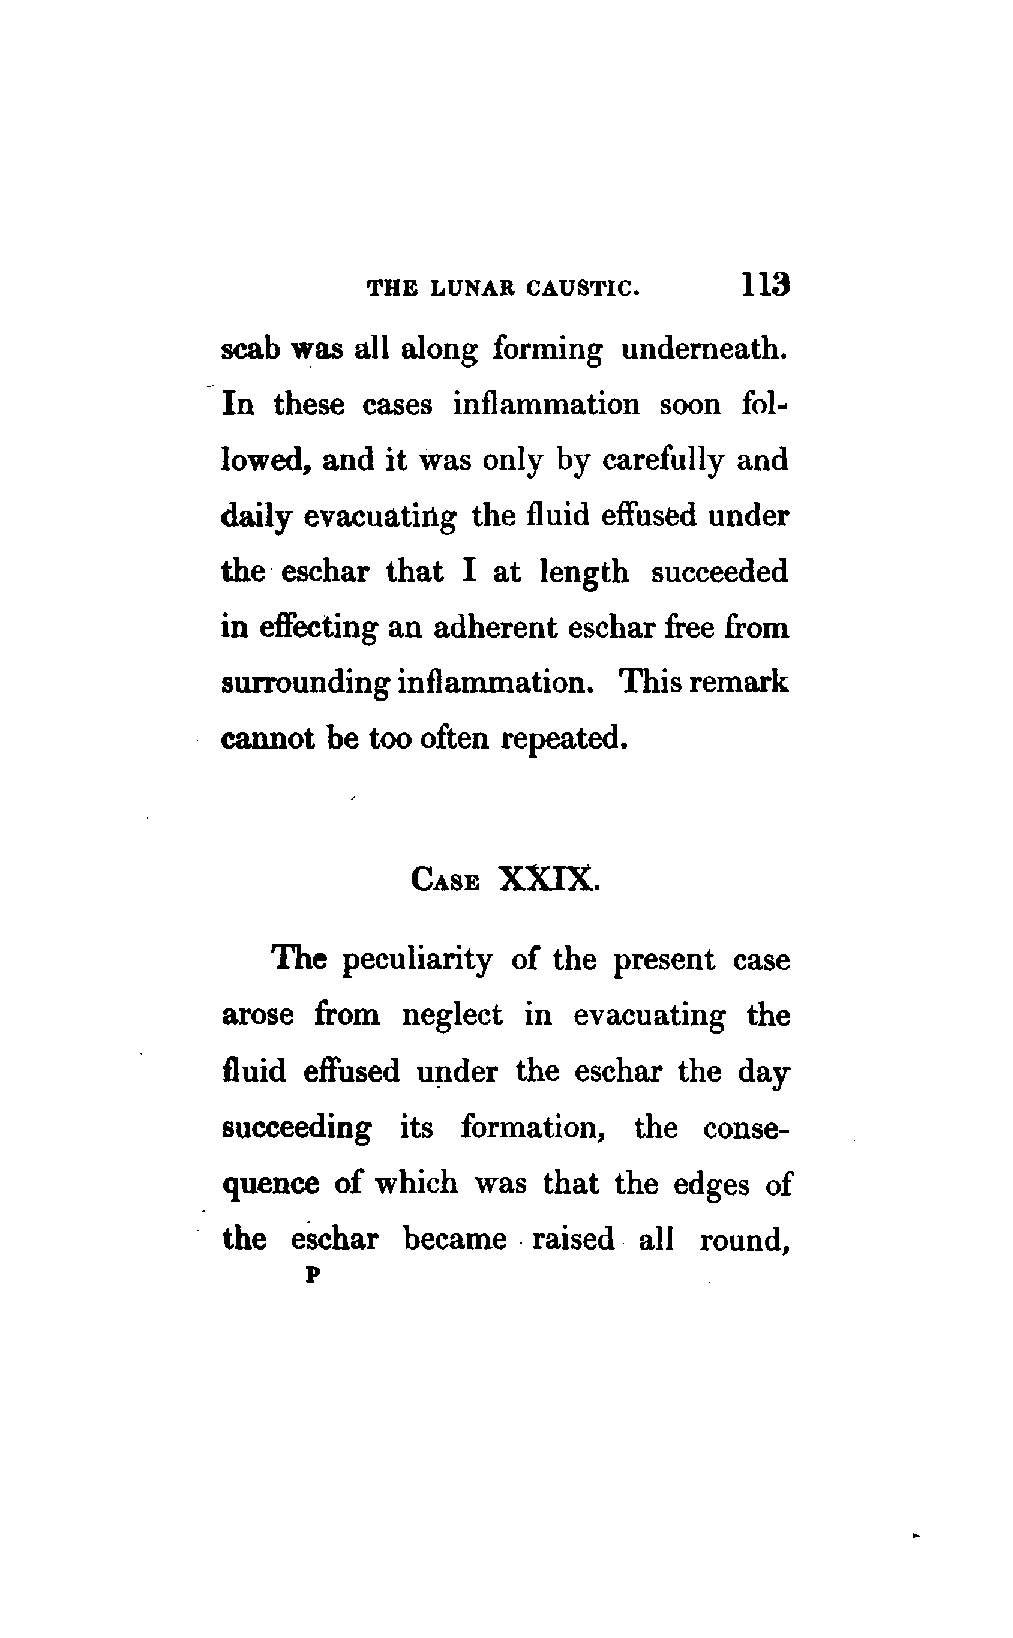 THE LUNAR CAUSTIC. 113
scab was all along forming underneath.
In these cases inflammation soon fol-
lowed, and it was only by carefully and
daily evacuating the fluid effused under
the eschar that I at length succeeded
in effecting an adherent eschar free from
surrounding inflammation. This remark
cannot be too often repeated.
CASE XXIX.
The peculiarity of the present case
arose from neglect in evacuating the
fluid effused under the eschar the day
succeeding its formation, the conse-
quence of which was that the edges of
the eschar became raised all round,
P